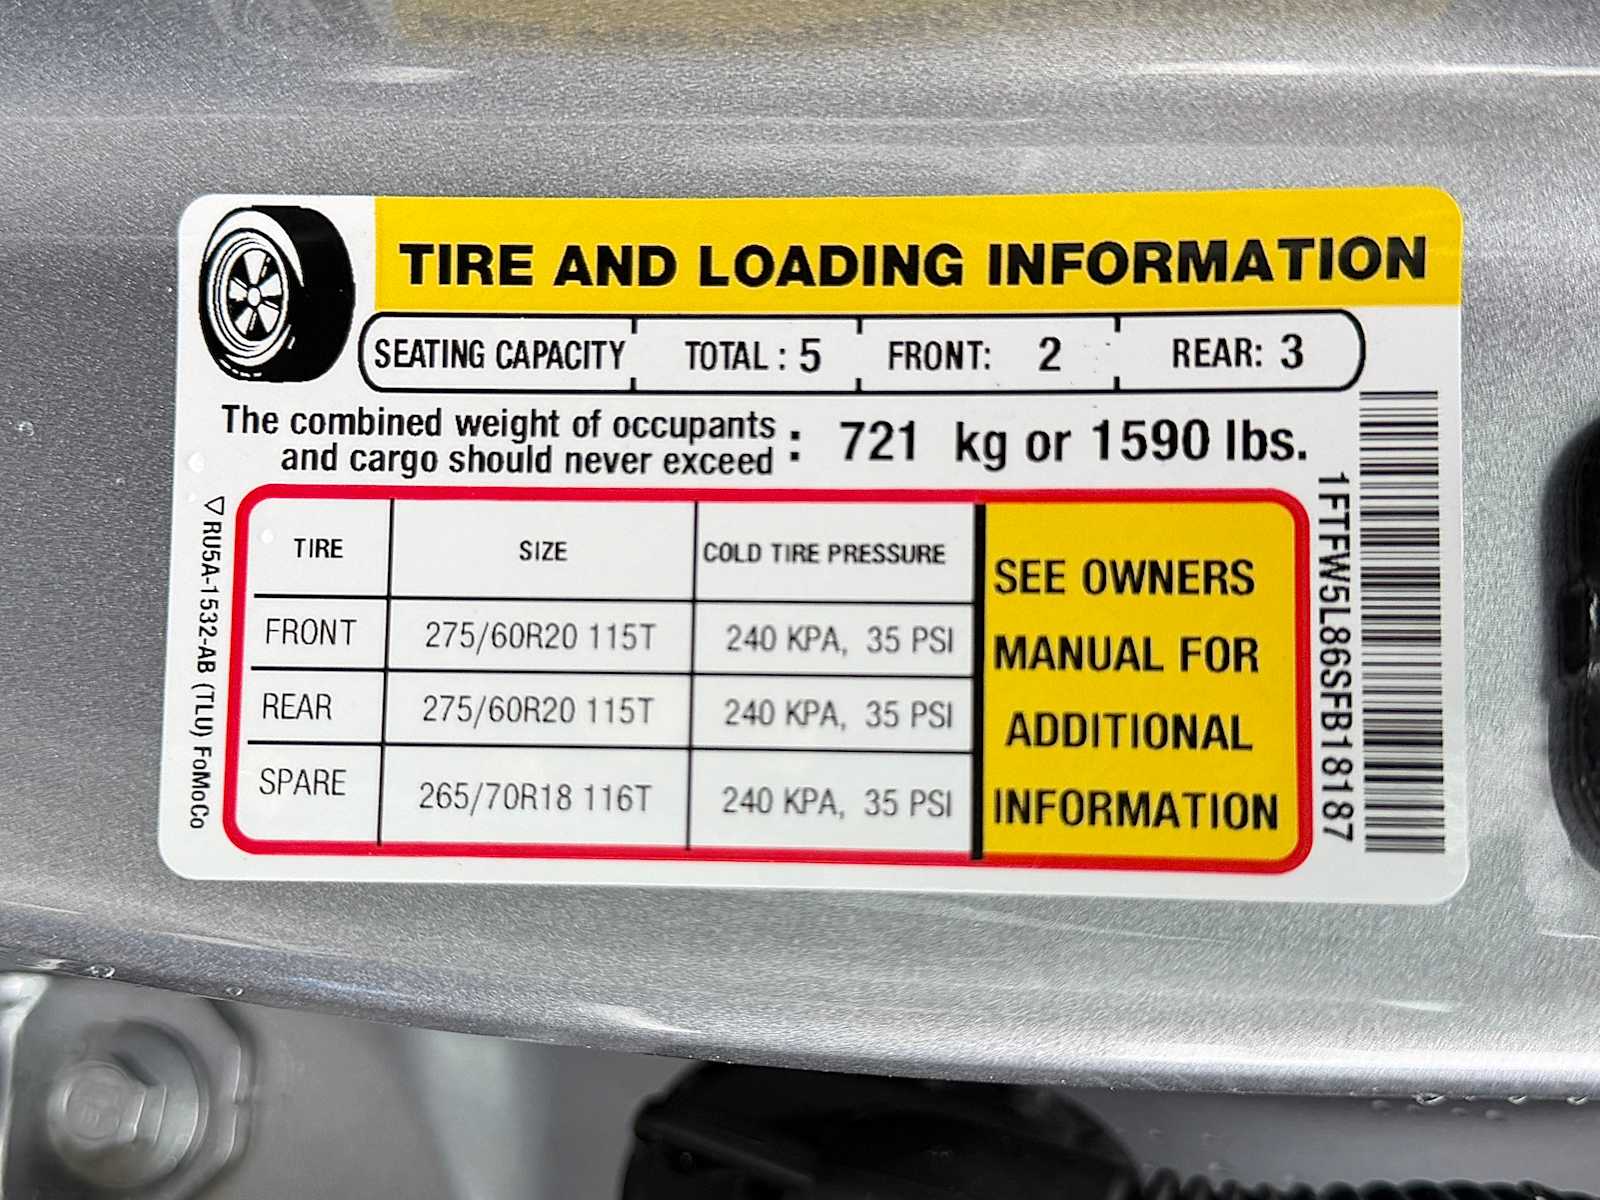 TIRE AND LOADING INFORMATION
SEATING CAPACITY TOTAL : 5 FRONT: 2 REAR: 3
The combined weight of occupants
and cargo should never exceed : 721 kg or 1590 lbs.
TIRE SIZE COLD TIRE PRESSURE
FRONT 275/60R20 115T 240 KPA, 35 PSI
REAR 275/60R20 115T 240 KPA, 35 PSI
SPARE 265/70R18 116T 240 KPA, 35 PSI
SEE OWNERS
MANUAL FOR
ADDITIONAL
INFORMATION
1FTFW5L86SFB18187
RU5A-1532-AB (TLU) FoMoCo